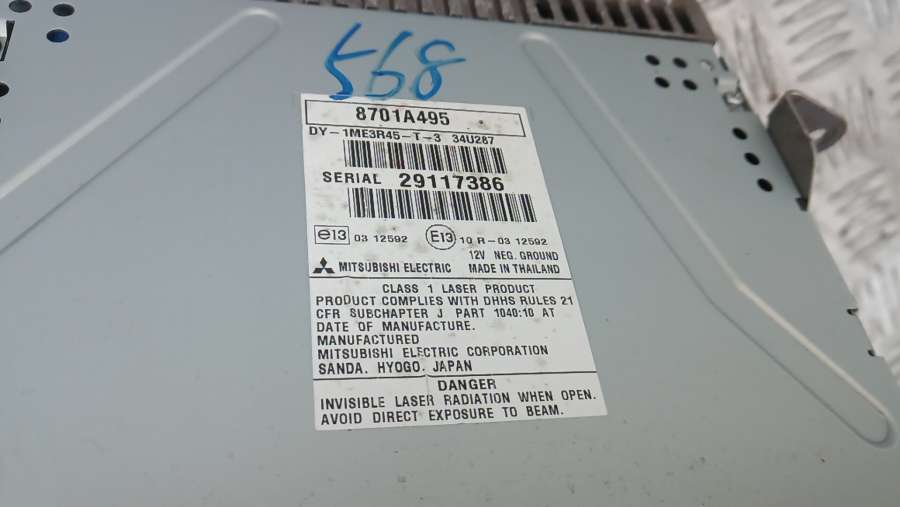 568
8701A495
DY-1ME3R45-T-3 34U287
SERIAL 29117386
e13 03 12592 E13 10 R-03 12592
12V NEG. GROUND
MITSUBISHI ELECTRIC MADE IN THAILAND
CLASS 1 LASER PRODUCT
PRODUCT COMPLIES WITH DHHS RULES 21
CFR SUBCHAPTER J PART 1040:10 AT
DATE OF MANUFACTURE.
MANUFACTURED
MITSUBISHI ELECTRIC CORPORATION
SANDA. HYOGO. JAPAN
DANGER
INVISIBLE LASER RADIATION WHEN OPEN.
AVOID DIRECT EXPOSURE TO BEAM.